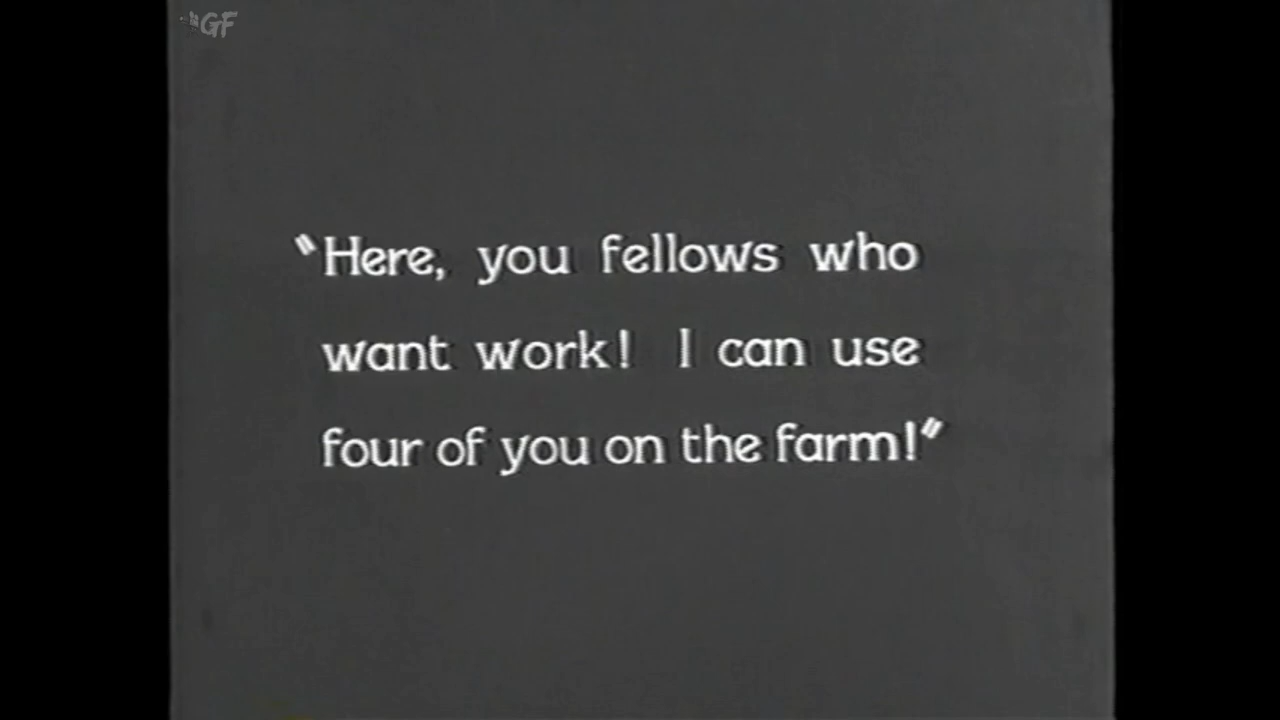 GF
"Here, you fellows who
want work! I can use
four of you on the farm!"